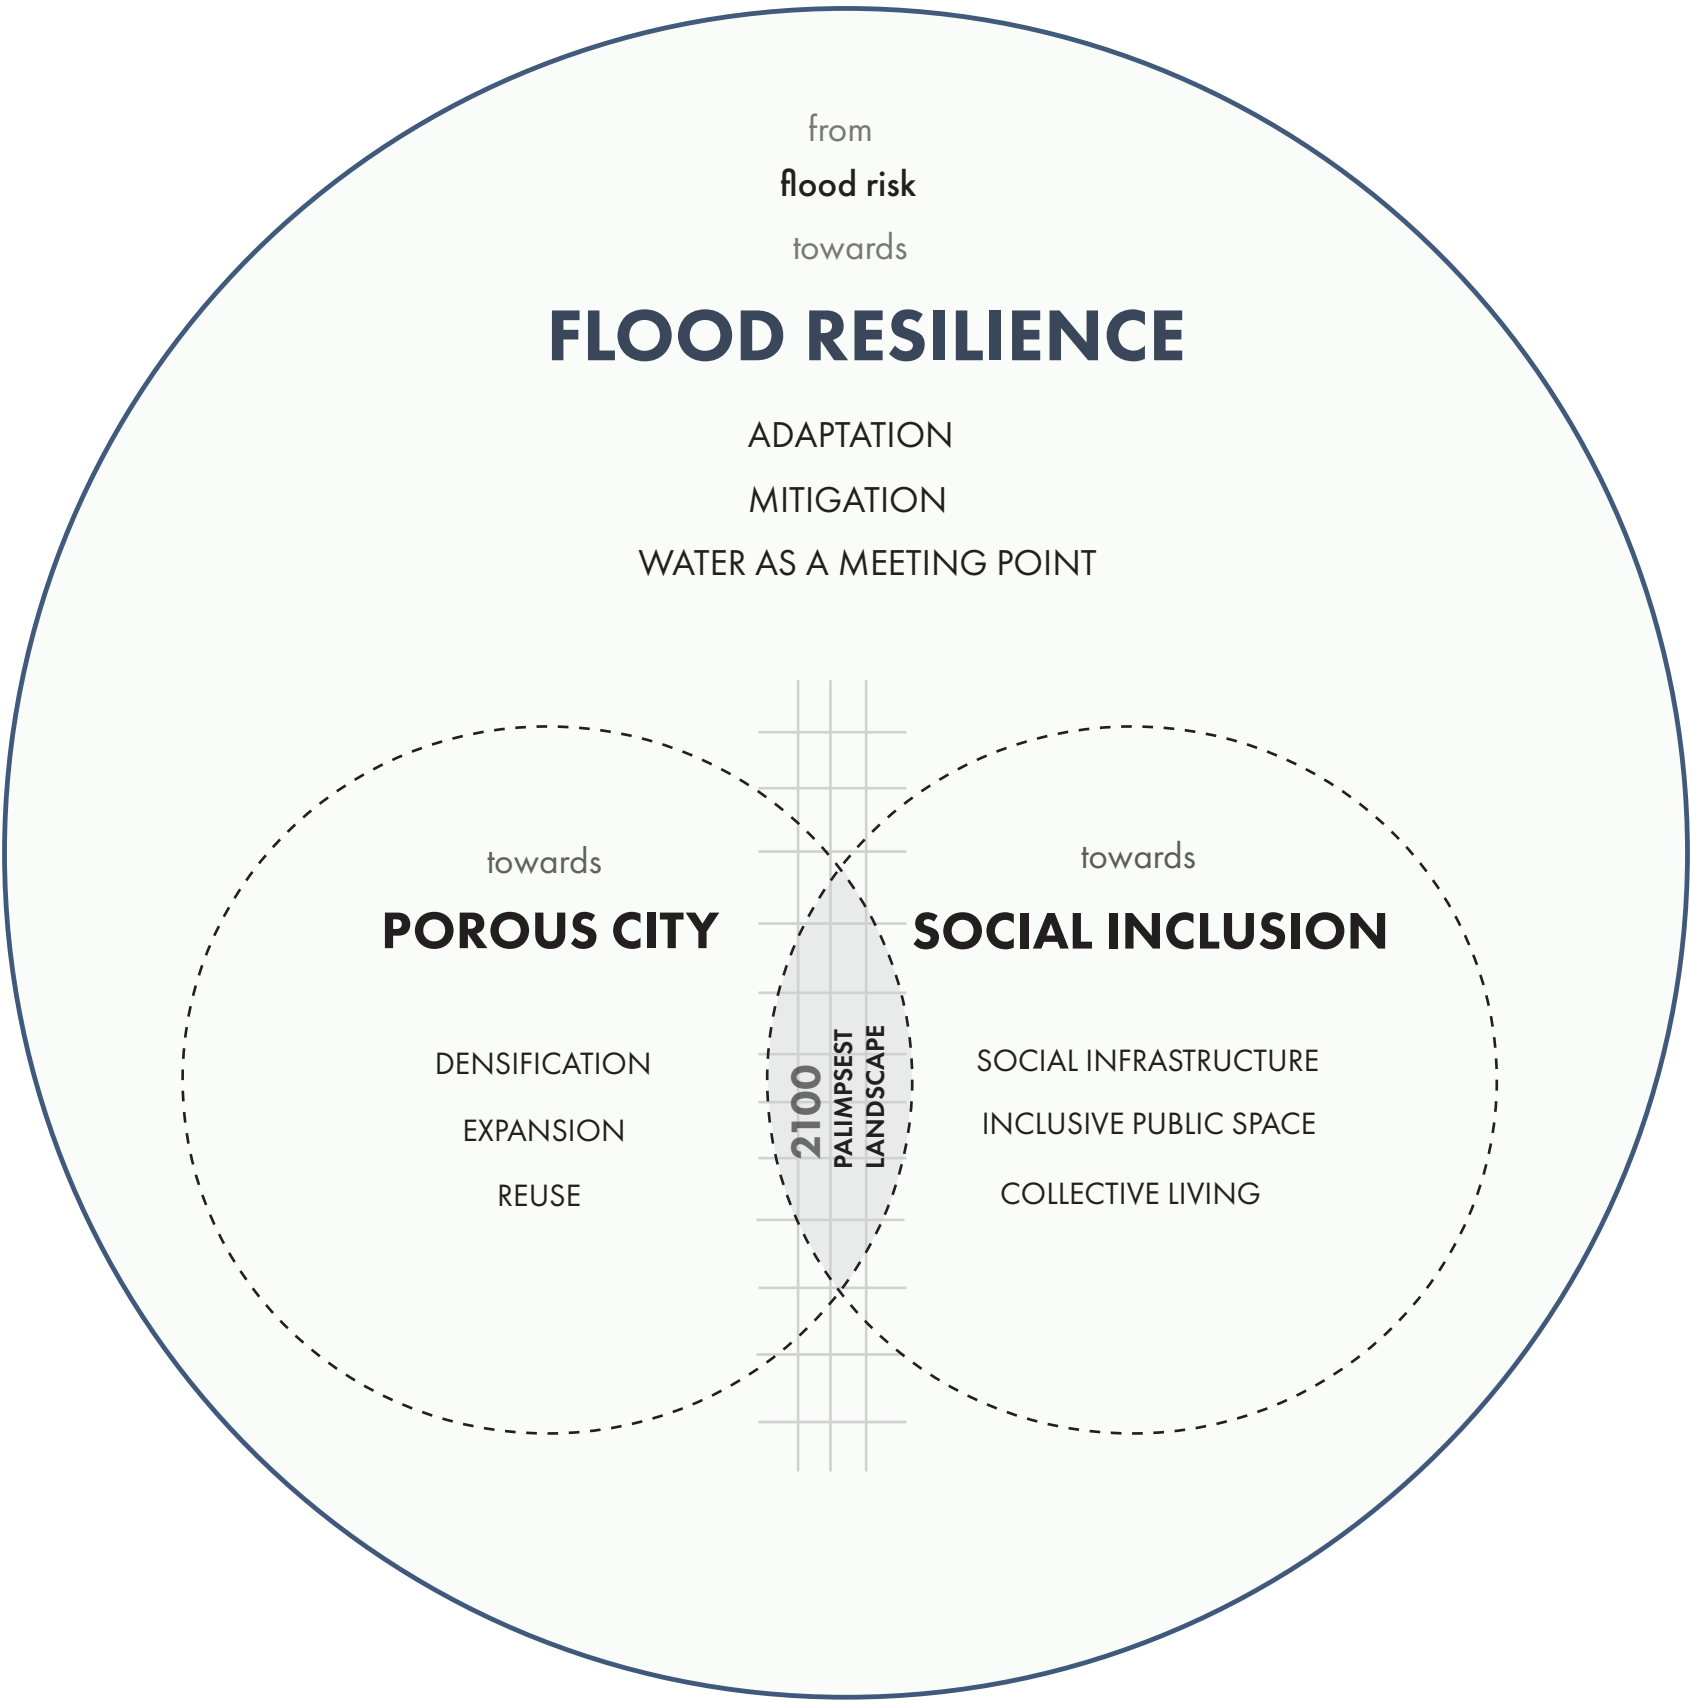 from
flood risk
towards
FLOOD RESILIENCE
ADAPTATION
MITIGATION
WATER AS A MEETING POINT
towards
POROUS CITY
DENSIFICATION
EXPANSION
REUSE
2100
PALIMPSEST
LANDSCAPE
towards
SOCIAL INCLUSION
SOCIAL INFRASTRUCTURE
INCLUSIVE PUBLIC SPACE
COLLECTIVE LIVING